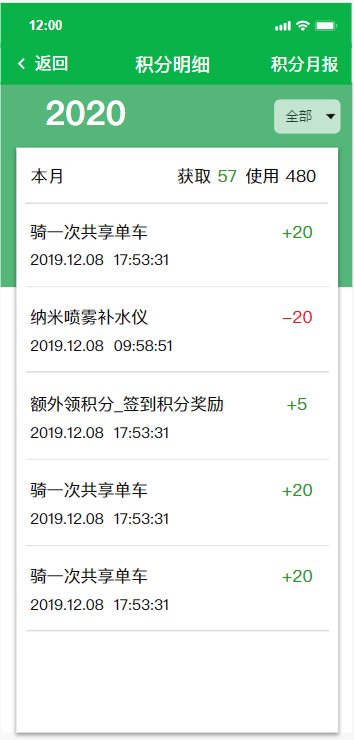 12:00
返回 积分明细 积分月报
2020 全部
本月 获取 57 使用 480
骑一次共享单车 +20
2019.12.08 17:53:31
纳米喷雾补水仪 -20
2019.12.08 09:58:51
额外领积分_签到积分奖励 +5
2019.12.08 17:53:31
骑一次共享单车 +20
2019.12.08 17:53:31
骑一次共享单车 +20
2019.12.08 17:53:31